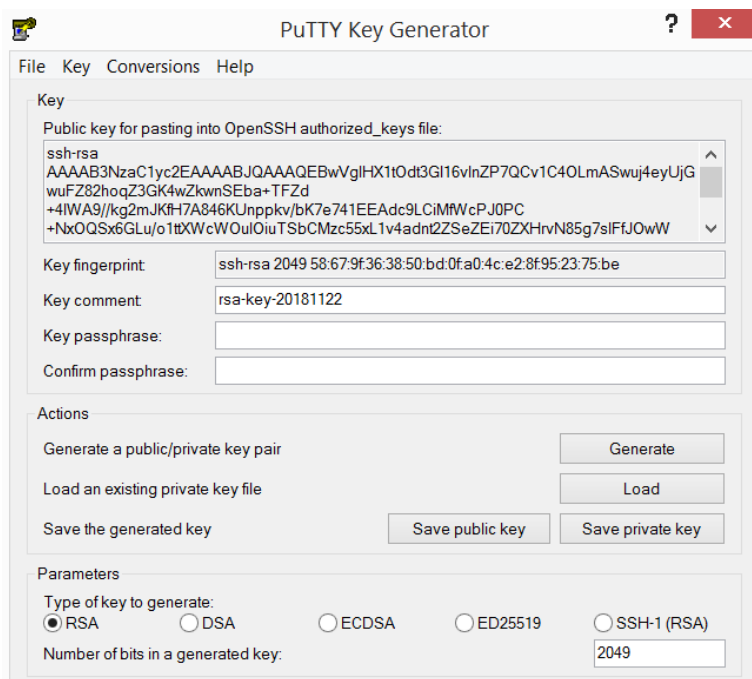 PuTTY Key Generator
? ×
File Key Conversions Help
Key
Public key for pasting into OpenSSH authorized_keys file:
ssh-rsa
AAAAB3NzaC1yc2EAAAABJQAAAQEBwVglHX1tOdt3Gl16vlnZP7QCv1C4OLmASwuj4eyUjG
wuFZ82hoqZ3GK4wZkwnSEba+TFZd
+4lWA9//kg2mJKfH7A846KUnppkv/bK7e741EEAdc9LCiMfWcPJ0PC
+NxOQSx6GLu/o1ttXWcWOulOiuTSbCMzc55xL1v4adnt2ZSeZEi70ZXHrvN85g7slFfJOwW
Key fingerprint: ssh-rsa 2049 58:67:9f:36:38:50:bd:0f:a0:4c:e2:8f:95:23:75:be
Key comment: rsa-key-20181122
Key passphrase:
Confirm passphrase:
Actions
Generate a public/private key pair Generate
Load an existing private key file Load
Save the generated key Save public key Save private key
Parameters
Type of key to generate:
RSA DSA ECDSA ED25519 SSH-1 (RSA)
Number of bits in a generated key: 2049